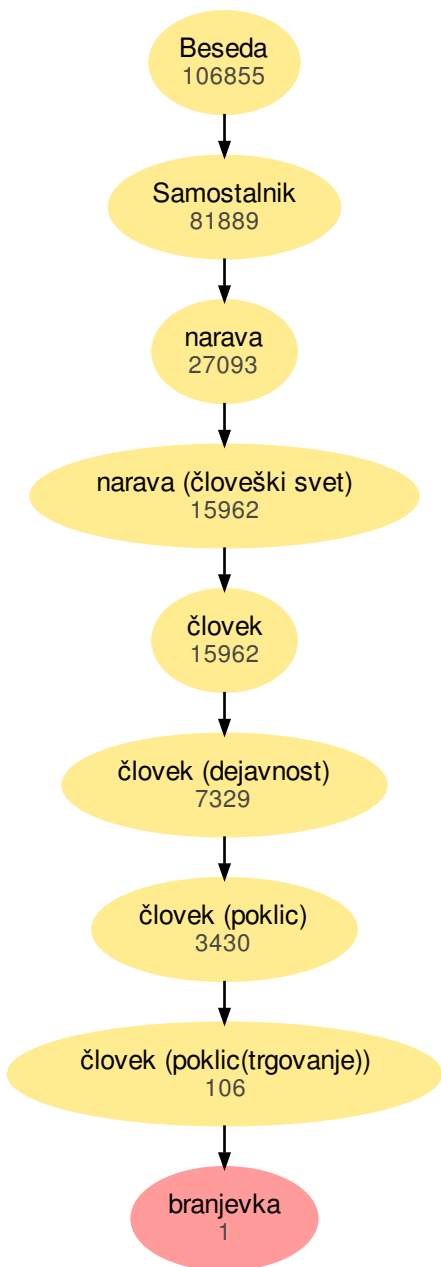 Beseda
106855
Samostalnik
81889
narava
27093
narava (človeški svet)
15962
človek
15962
človek (dejavnost)
7329
človek (poklic)
3430
človek (poklic(trgovanje))
106
branjevka
1